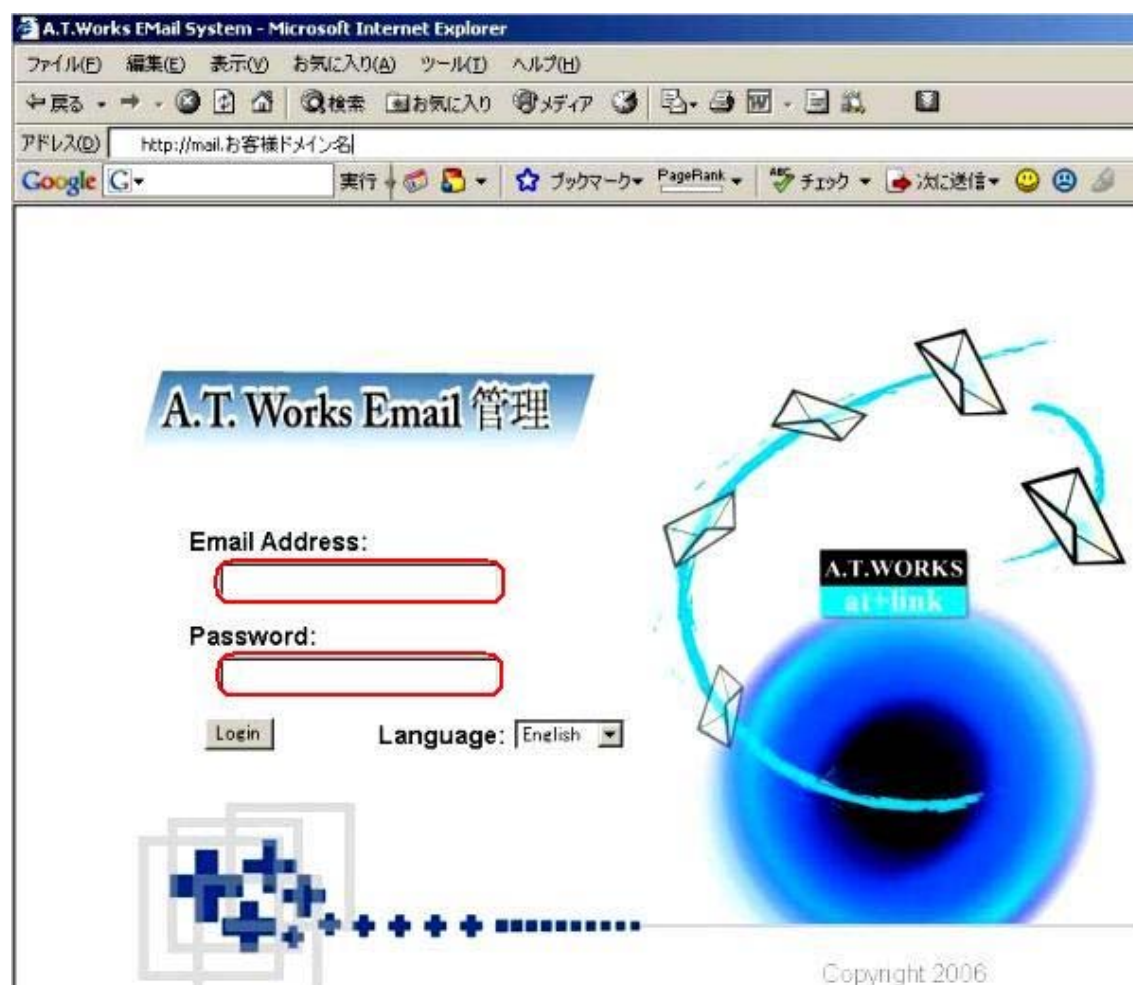 A.T.Works EMail System - Microsoft Internet Explorer
ファイル(F) 編集(E) 表示(V) お気に入り(A) ツール(T) ヘルプ(H)
戻る 検索 お気に入り メディア
アドレス(D) http://mail.お客様ドメイン名
Google G 実行 ブックマーク PageRank ABC チェック 次に送信
A.T. Works Email 管理
Email Address:
A.T.WORKS
at+link
Password:
Login Language: English
Copyright 2006